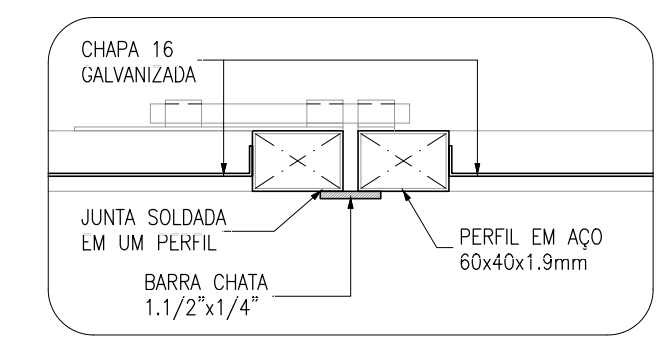 CHAPA 16
GALVANIZADA
JUNTA SOLDADA
EM UM PERFIL
PERFIL EM AÇO
60x40x1.9mm
BARRA CHATA
1.1/2"x1/4"